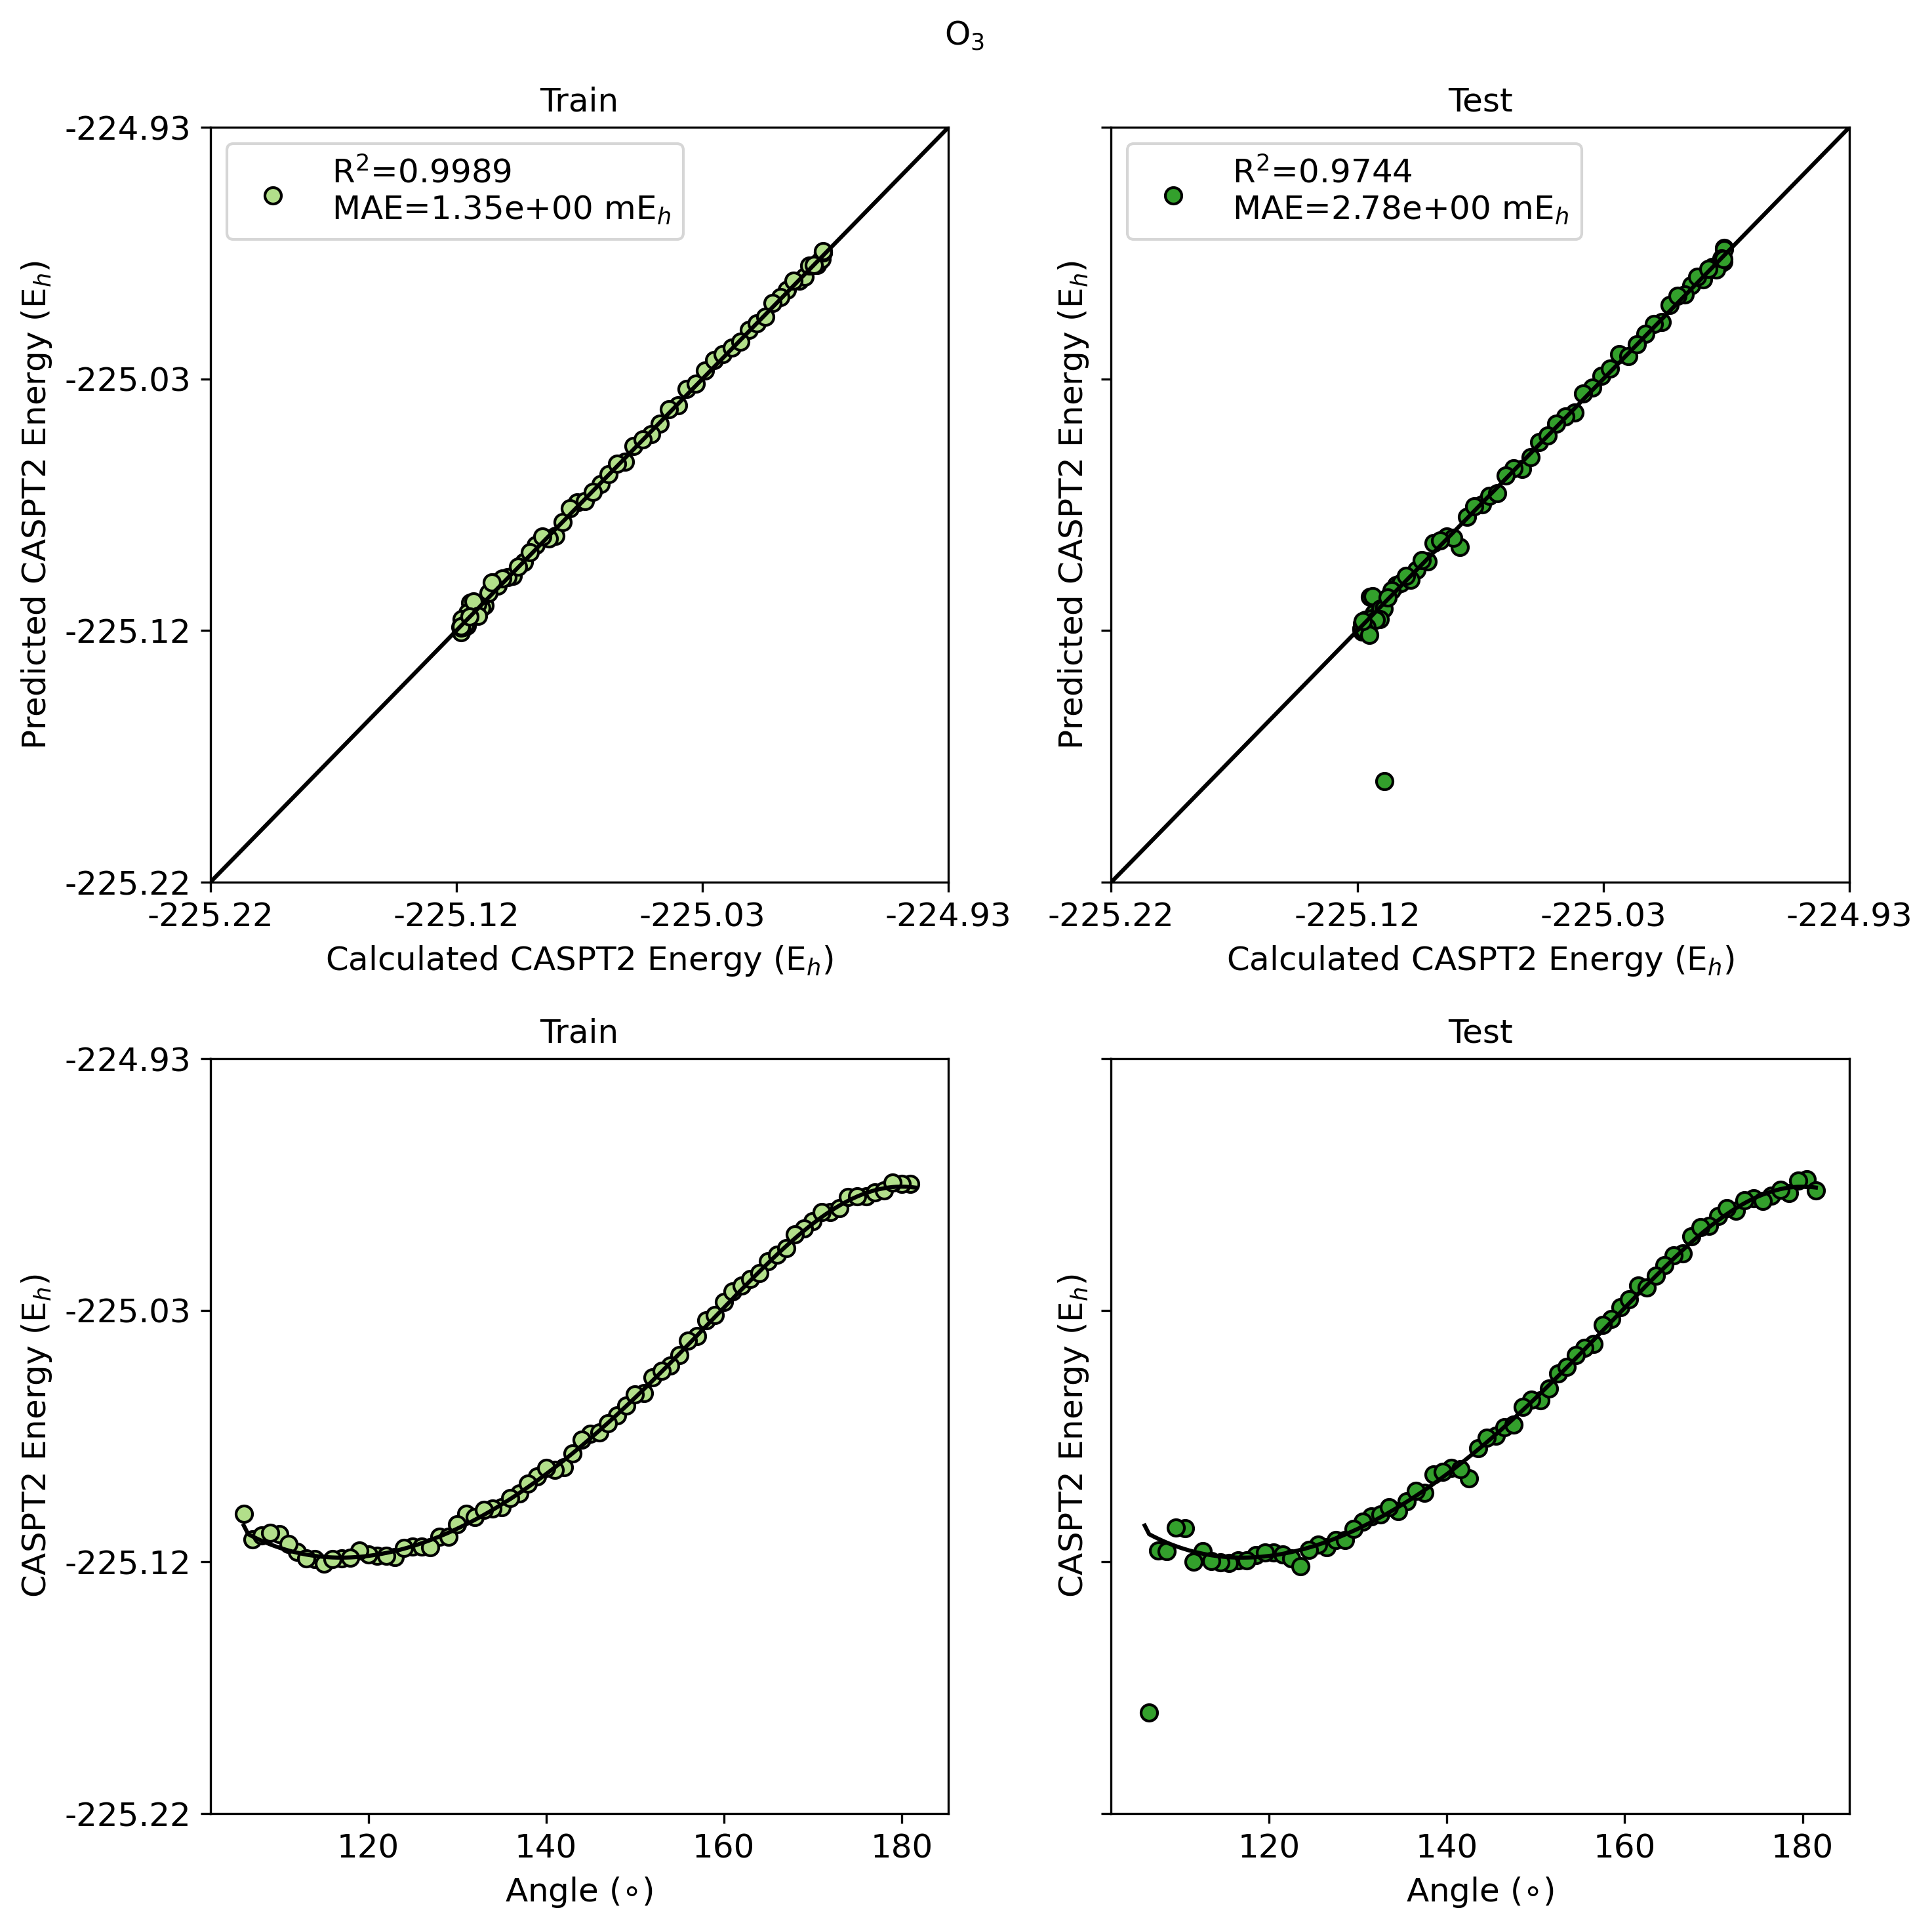 O₃
Train
Test
R²=0.9989
MAE=1.35e+00 mEₕ
R²=0.9744
MAE=2.78e+00 mEₕ
Predicted CASPT2 Energy (Eₕ)
-224.93
-225.03
-225.12
-225.22
Predicted CASPT2 Energy (Eₕ)
-225.22 -225.12 -225.03 -224.93
-225.22 -225.12 -225.03 -224.93
Calculated CASPT2 Energy (Eₕ)
Calculated CASPT2 Energy (Eₕ)
Train
Test
CASPT2 Energy (Eₕ)
-224.93
-225.03
-225.12
-225.22
CASPT2 Energy (Eₕ)
120 140 160 180
120 140 160 180
Angle (∘)
Angle (∘)